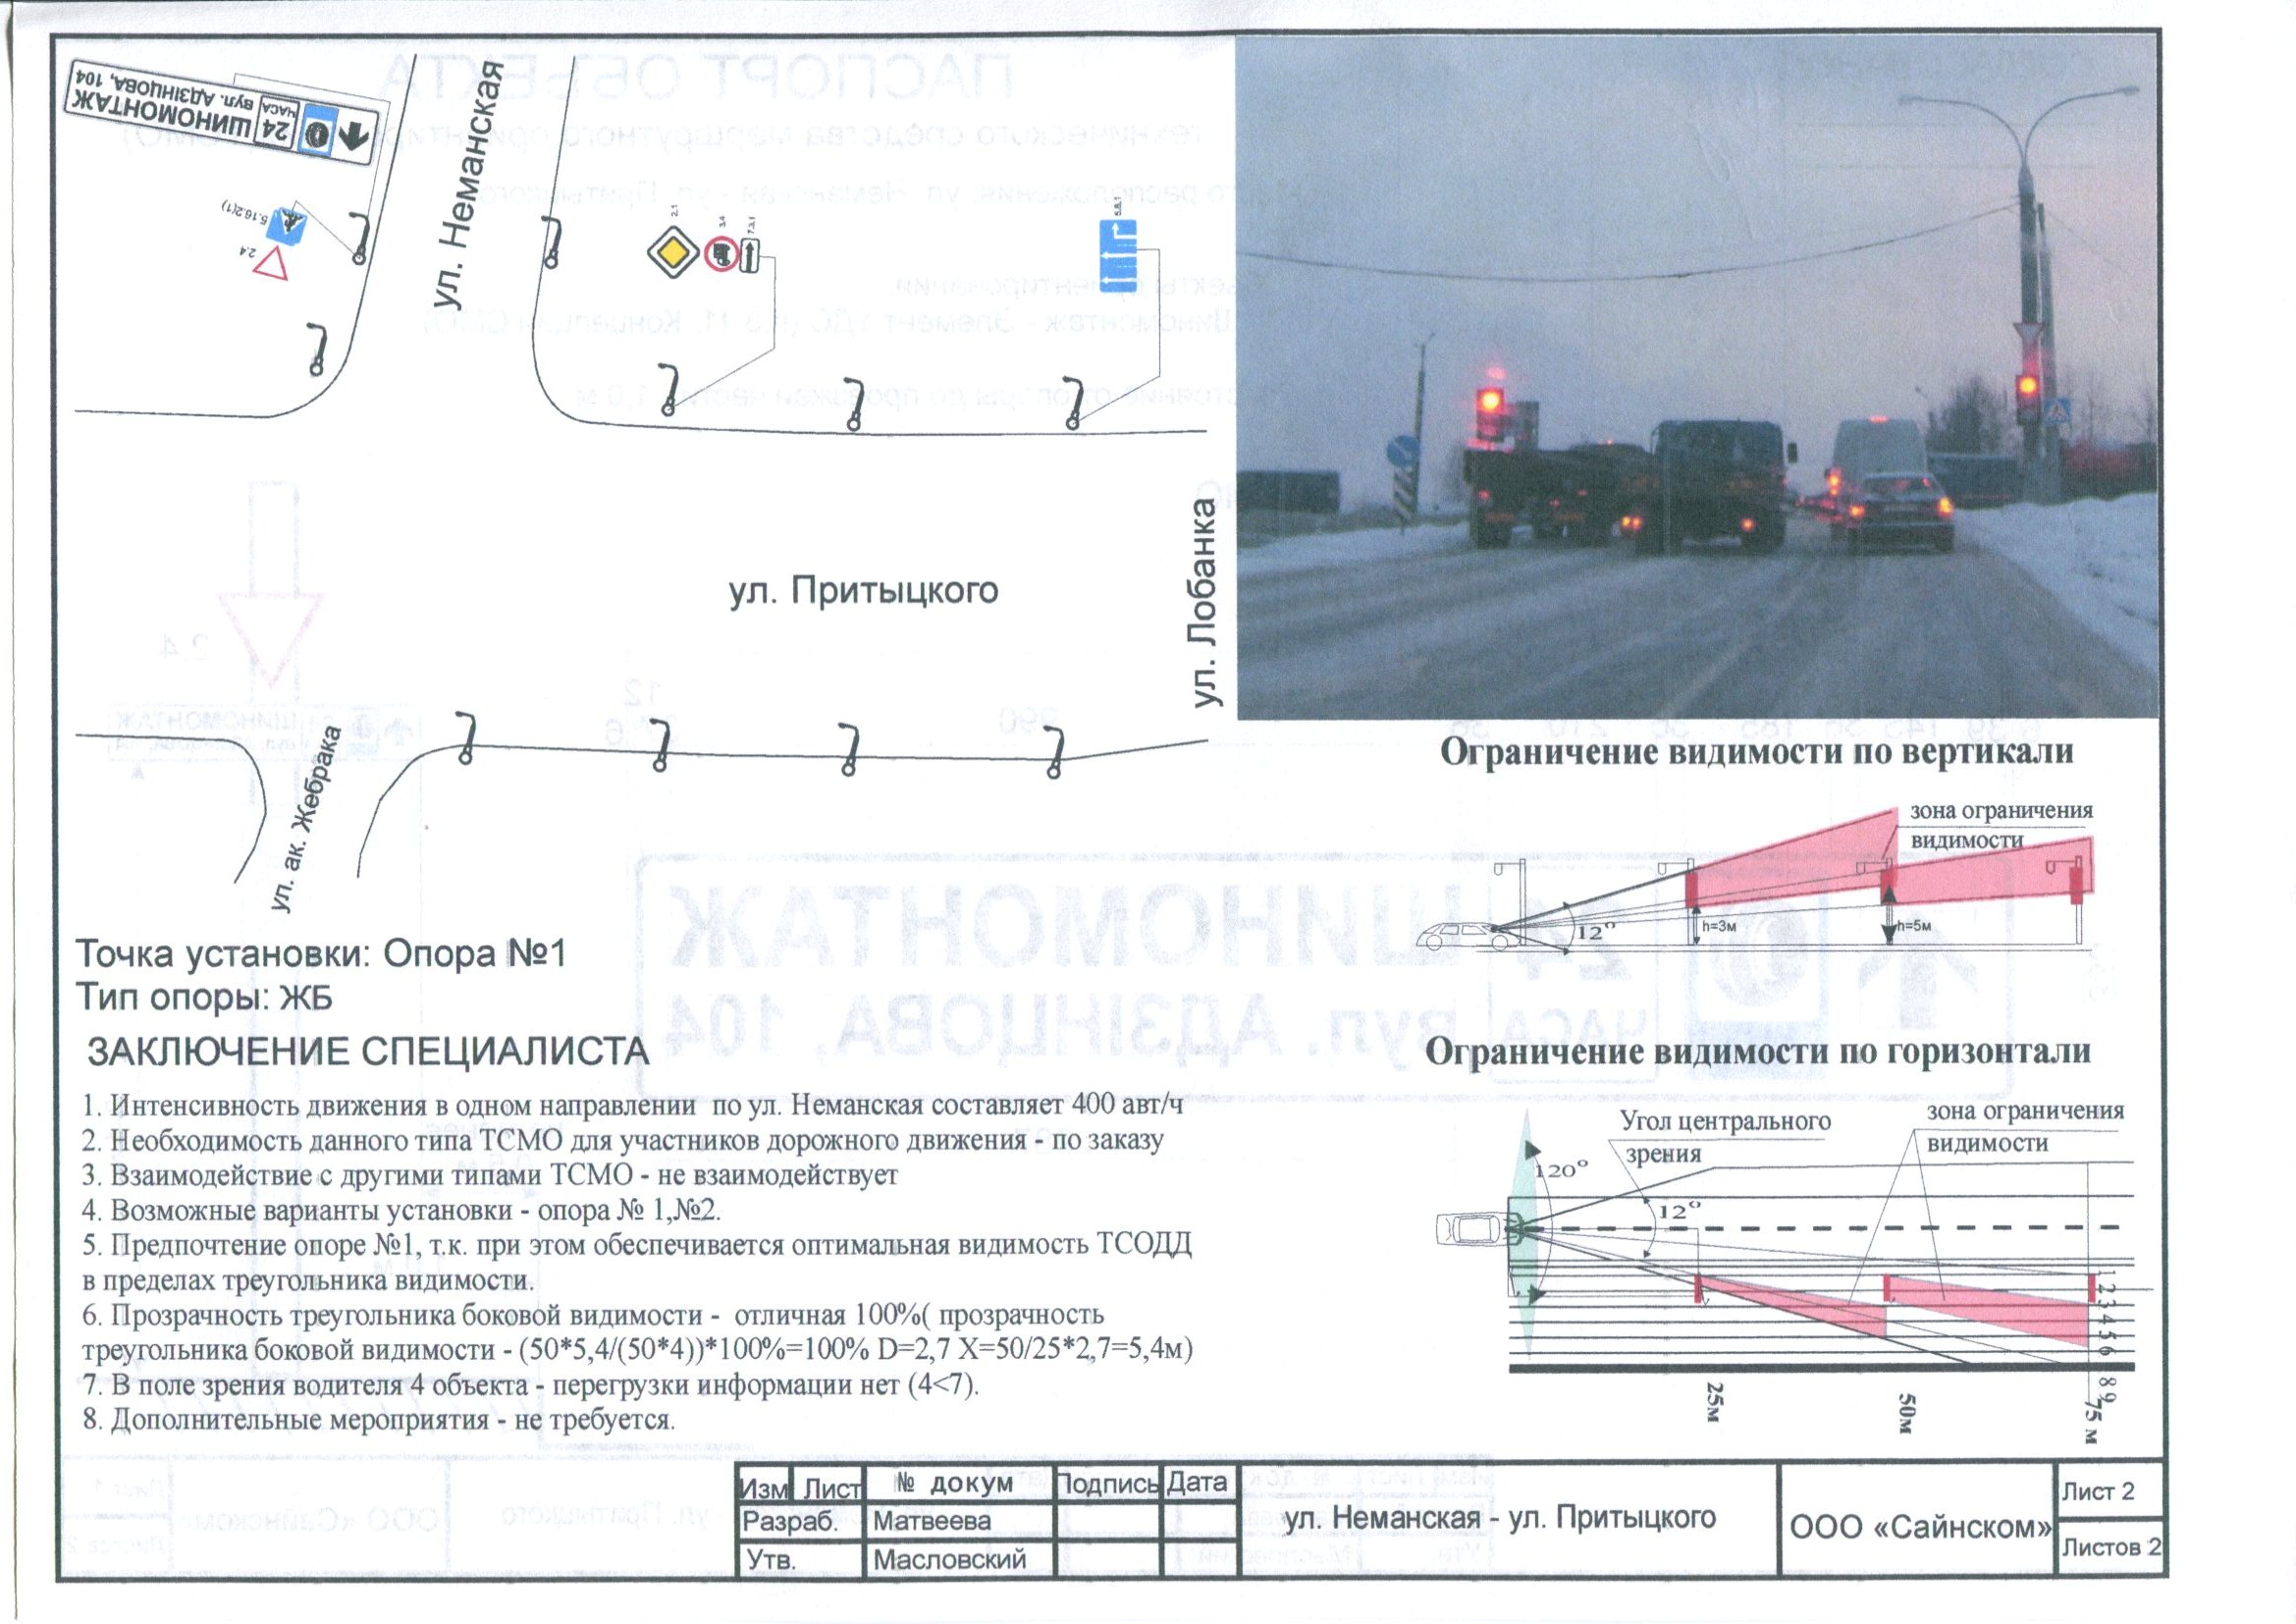 ШИНОМОНТАЖ
вул. АДЗІНЦОВА, 104
24
ЧАСА
5.16.2(1)
2.4
ул. Неманская
2.1
3.4
7.3.1
5.8.1
ул. Притыцкого
ул. Лобанка
ул. ак. Жебрака
Точка установки: Опора №1
Тип опоры: ЖБ
ЗАКЛЮЧЕНИЕ СПЕЦИАЛИСТА
1. Интенсивность движения в одном направлении по ул. Неманская составляет 400 авт/ч
2. Необходимость данного типа ТСМО для участников дорожного движения - по заказу
3. Взаимодействие с другими типами ТСМО - не взаимодействует
4. Возможные варианты установки - опора № 1,№2.
5. Предпочтение опоре №1, т.к. при этом обеспечивается оптимальная видимость ТСОДД
в пределах треугольника видимости.
6. Прозрачность треугольника боковой видимости - отличная 100%( прозрачность
треугольника боковой видимости - (50*5,4/(50*4))*100%=100% D=2,7 X=50/25*2,7=5,4м)
7. В поле зрения водителя 4 объекта - перегрузки информации нет (4<7).
8. Дополнительные мероприятия - не требуется.
Ограничение видимости по вертикали
зона ограничения
видимости
12°
h=3м
h=5м
Ограничение видимости по горизонтали
Угол центрального
зрения
зона ограничения
видимости
120°
12°
1 2 3 4 5 6 8 9
25м
50м
75 м
Изм Лист № докум Подпись Дата
Разраб. Матвеева
Утв. Масловский
ул. Неманская - ул. Притыцкого
ООО «Сайнском»
Лист 2
Листов 2